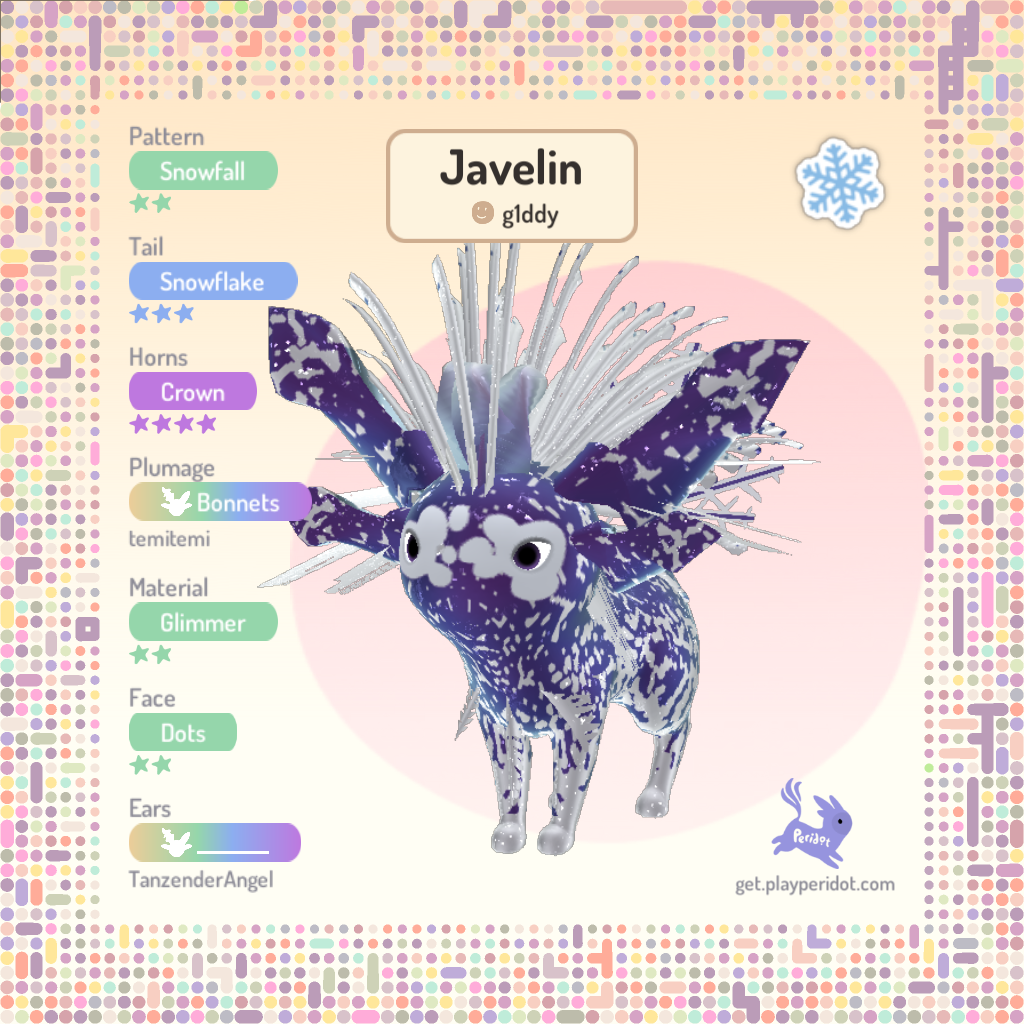 Javelin
g1ddy
Pattern
Snowfall
Tail
Snowflake
Horns
Crown
Plumage
Bonnets
temitemi
Material
Glimmer
Face
Dots
Ears
TanzenderAngel
Peridot
get.playperidot.com